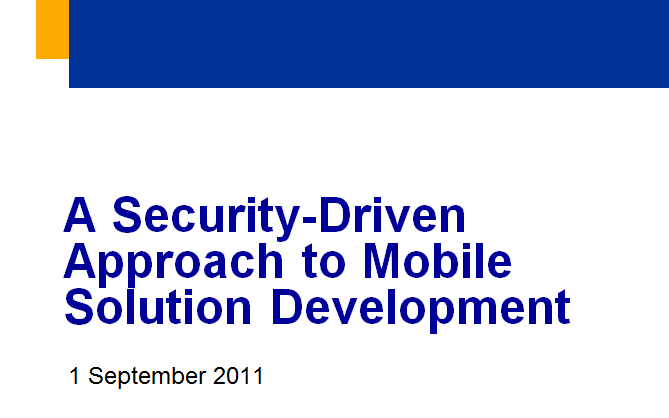 A Security-Driven
Approach to Mobile
Solution Development
1 September 2011